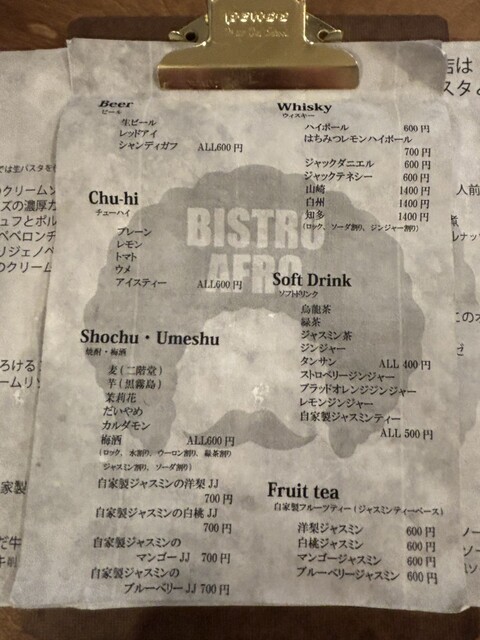 Beer
ビール
生ビール
レッドアイ
シャンディガフ ALL600円
Chu-hi
チューハイ
プレーン
レモン
トマト
ウメ
アイスティー ALL600円
Shochu・Umeshu
焼酎・梅酒
麦(二階堂)
芋(黒霧島)
茉莉花
だいやめ
カルダモン
梅酒 ALL600円
(ロック、水割り、ウーロン割り、緑茶割り
ジャスミン割り、ソーダ割り)
自家製ジャスミンの洋梨JJ
700円
自家製ジャスミンの白桃JJ
700円
自家製ジャスミンの
マンゴーJJ 700円
自家製ジャスミンの
ブルーベリーJJ 700円
Whisky
ウィスキー
ハイボール 600円
はちみつレモンハイボール
700円
ジャックダニエル 600円
ジャックテネシー 600円
山崎 1400円
白州 1400円
知多 1400円
(ロック、ソーダ割り、ジンジャー割り)
BISTRO
AFRO
Soft Drink
ソフトドリンク
烏龍茶
緑茶
ジャスミン茶
ジンジャー
タンサン ALL 400円
ストロベリージンジャー
ブラッドオレンジジンジャー
レモンジンジャー
自家製ジャスミンティー
ALL 500円
Fruit tea
自家製フルーツティー(ジャスミンティーベース)
洋梨ジャスミン 600円
白桃ジャスミン 600円
マンゴージャスミン 600円
ブルーベリージャスミン 600円